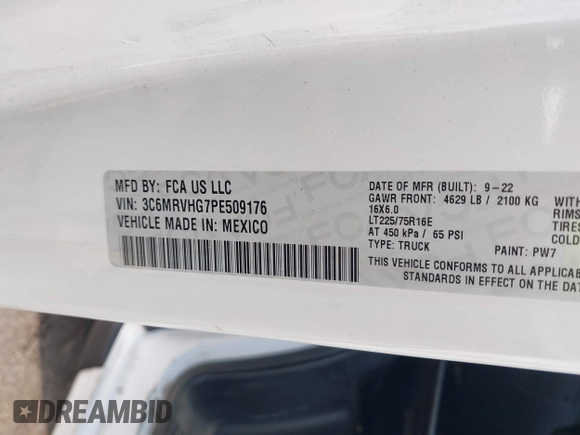 MFD BY: FCA US LLC
VIN: 3C6MRVHG7PE509176
VEHICLE MADE IN: MEXICO
DATE OF MFR (BUILT): 9-22
GAWR FRONT: 4629 LB / 2100 KG WITH
16X6.0 RIMS
LT225/75R16E TIRES
AT 450 kPa / 65 PSI COLD
TYPE: TRUCK PAINT: PW7
THIS VEHICLE CONFORMS TO ALL APPLICAB
STANDARDS IN EFFECT ON THE DAT
DREAMBID